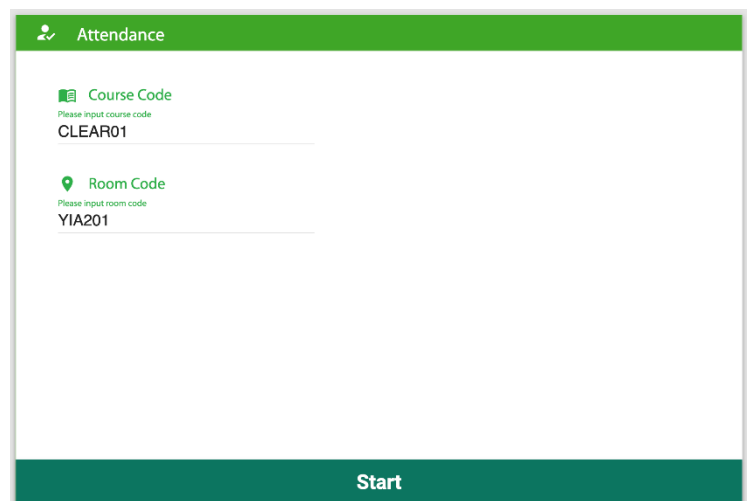 Attendance
Course Code
Please input course code
CLEAR01
Room Code
Please input room code
YIA201
Start